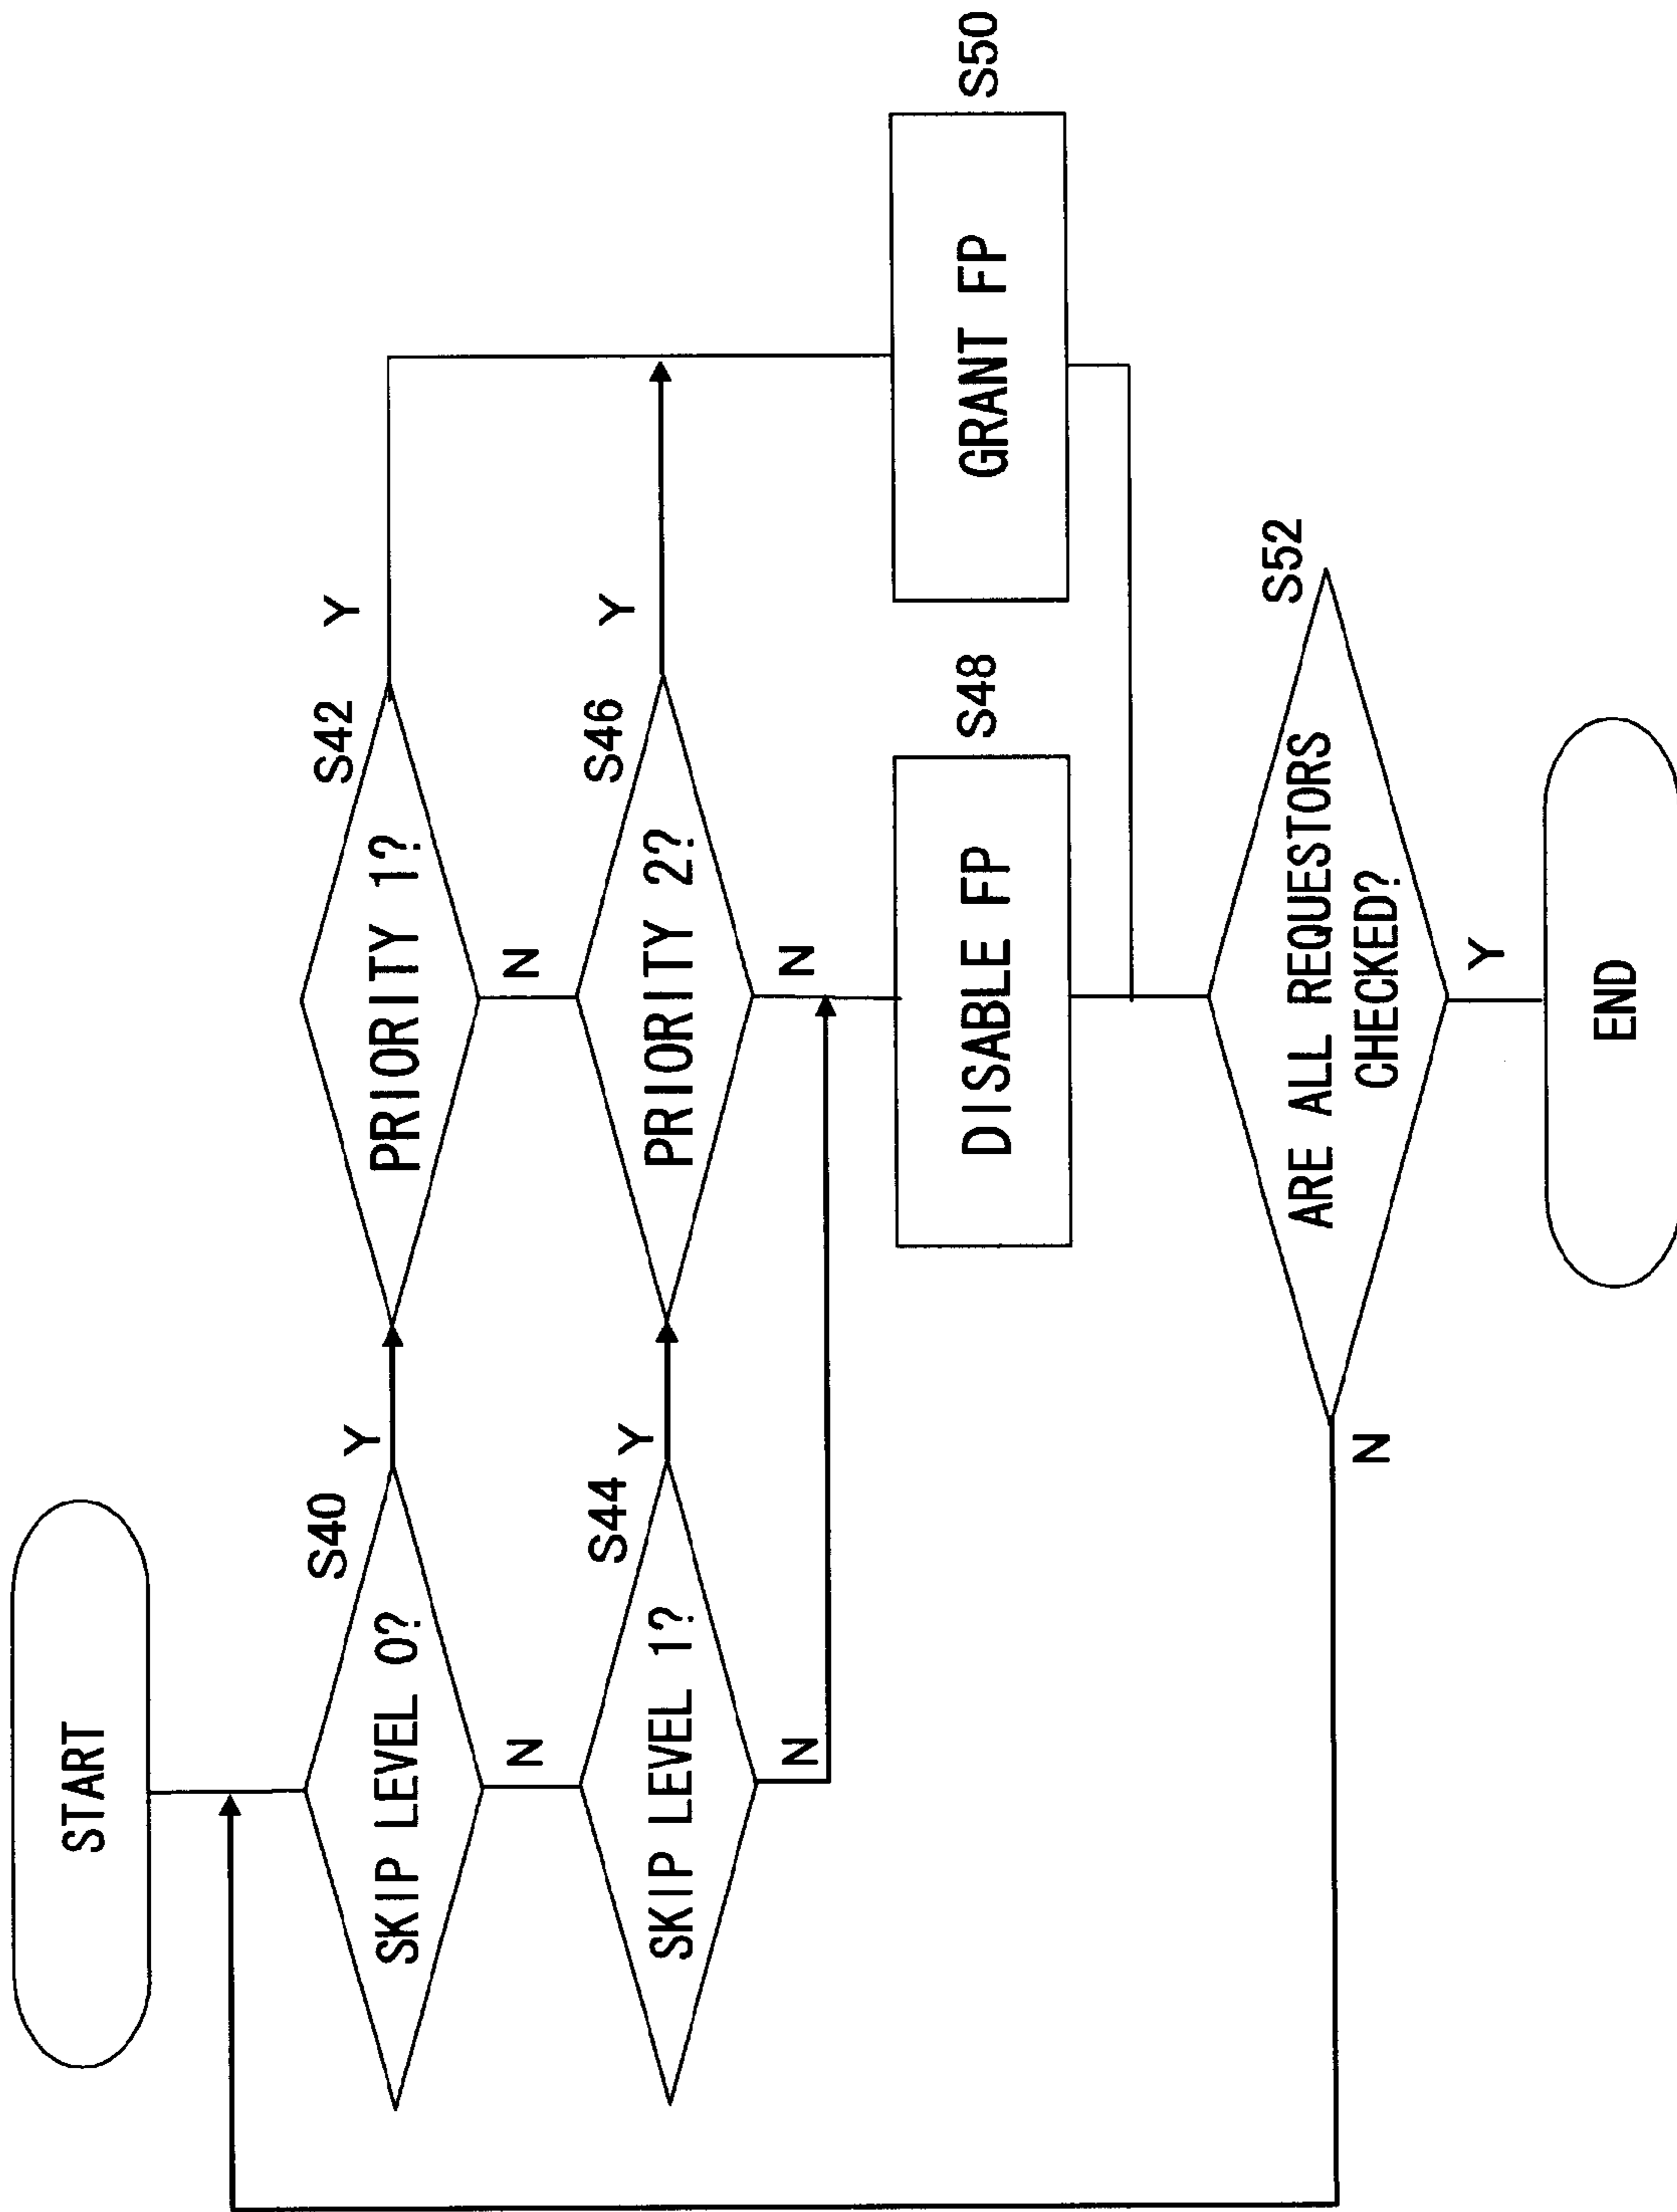 START
SKIP LEVEL 0?
S40
Y
N
PRIORITY 1?
S42
Y
N
SKIP LEVEL 1?
S44
Y
N
PRIORITY 2?
S46
Y
N
DISABLE FP
S48
GRANT FP
S50
ARE ALL REQUESTORS
CHECKED?
S52
N
Y
END